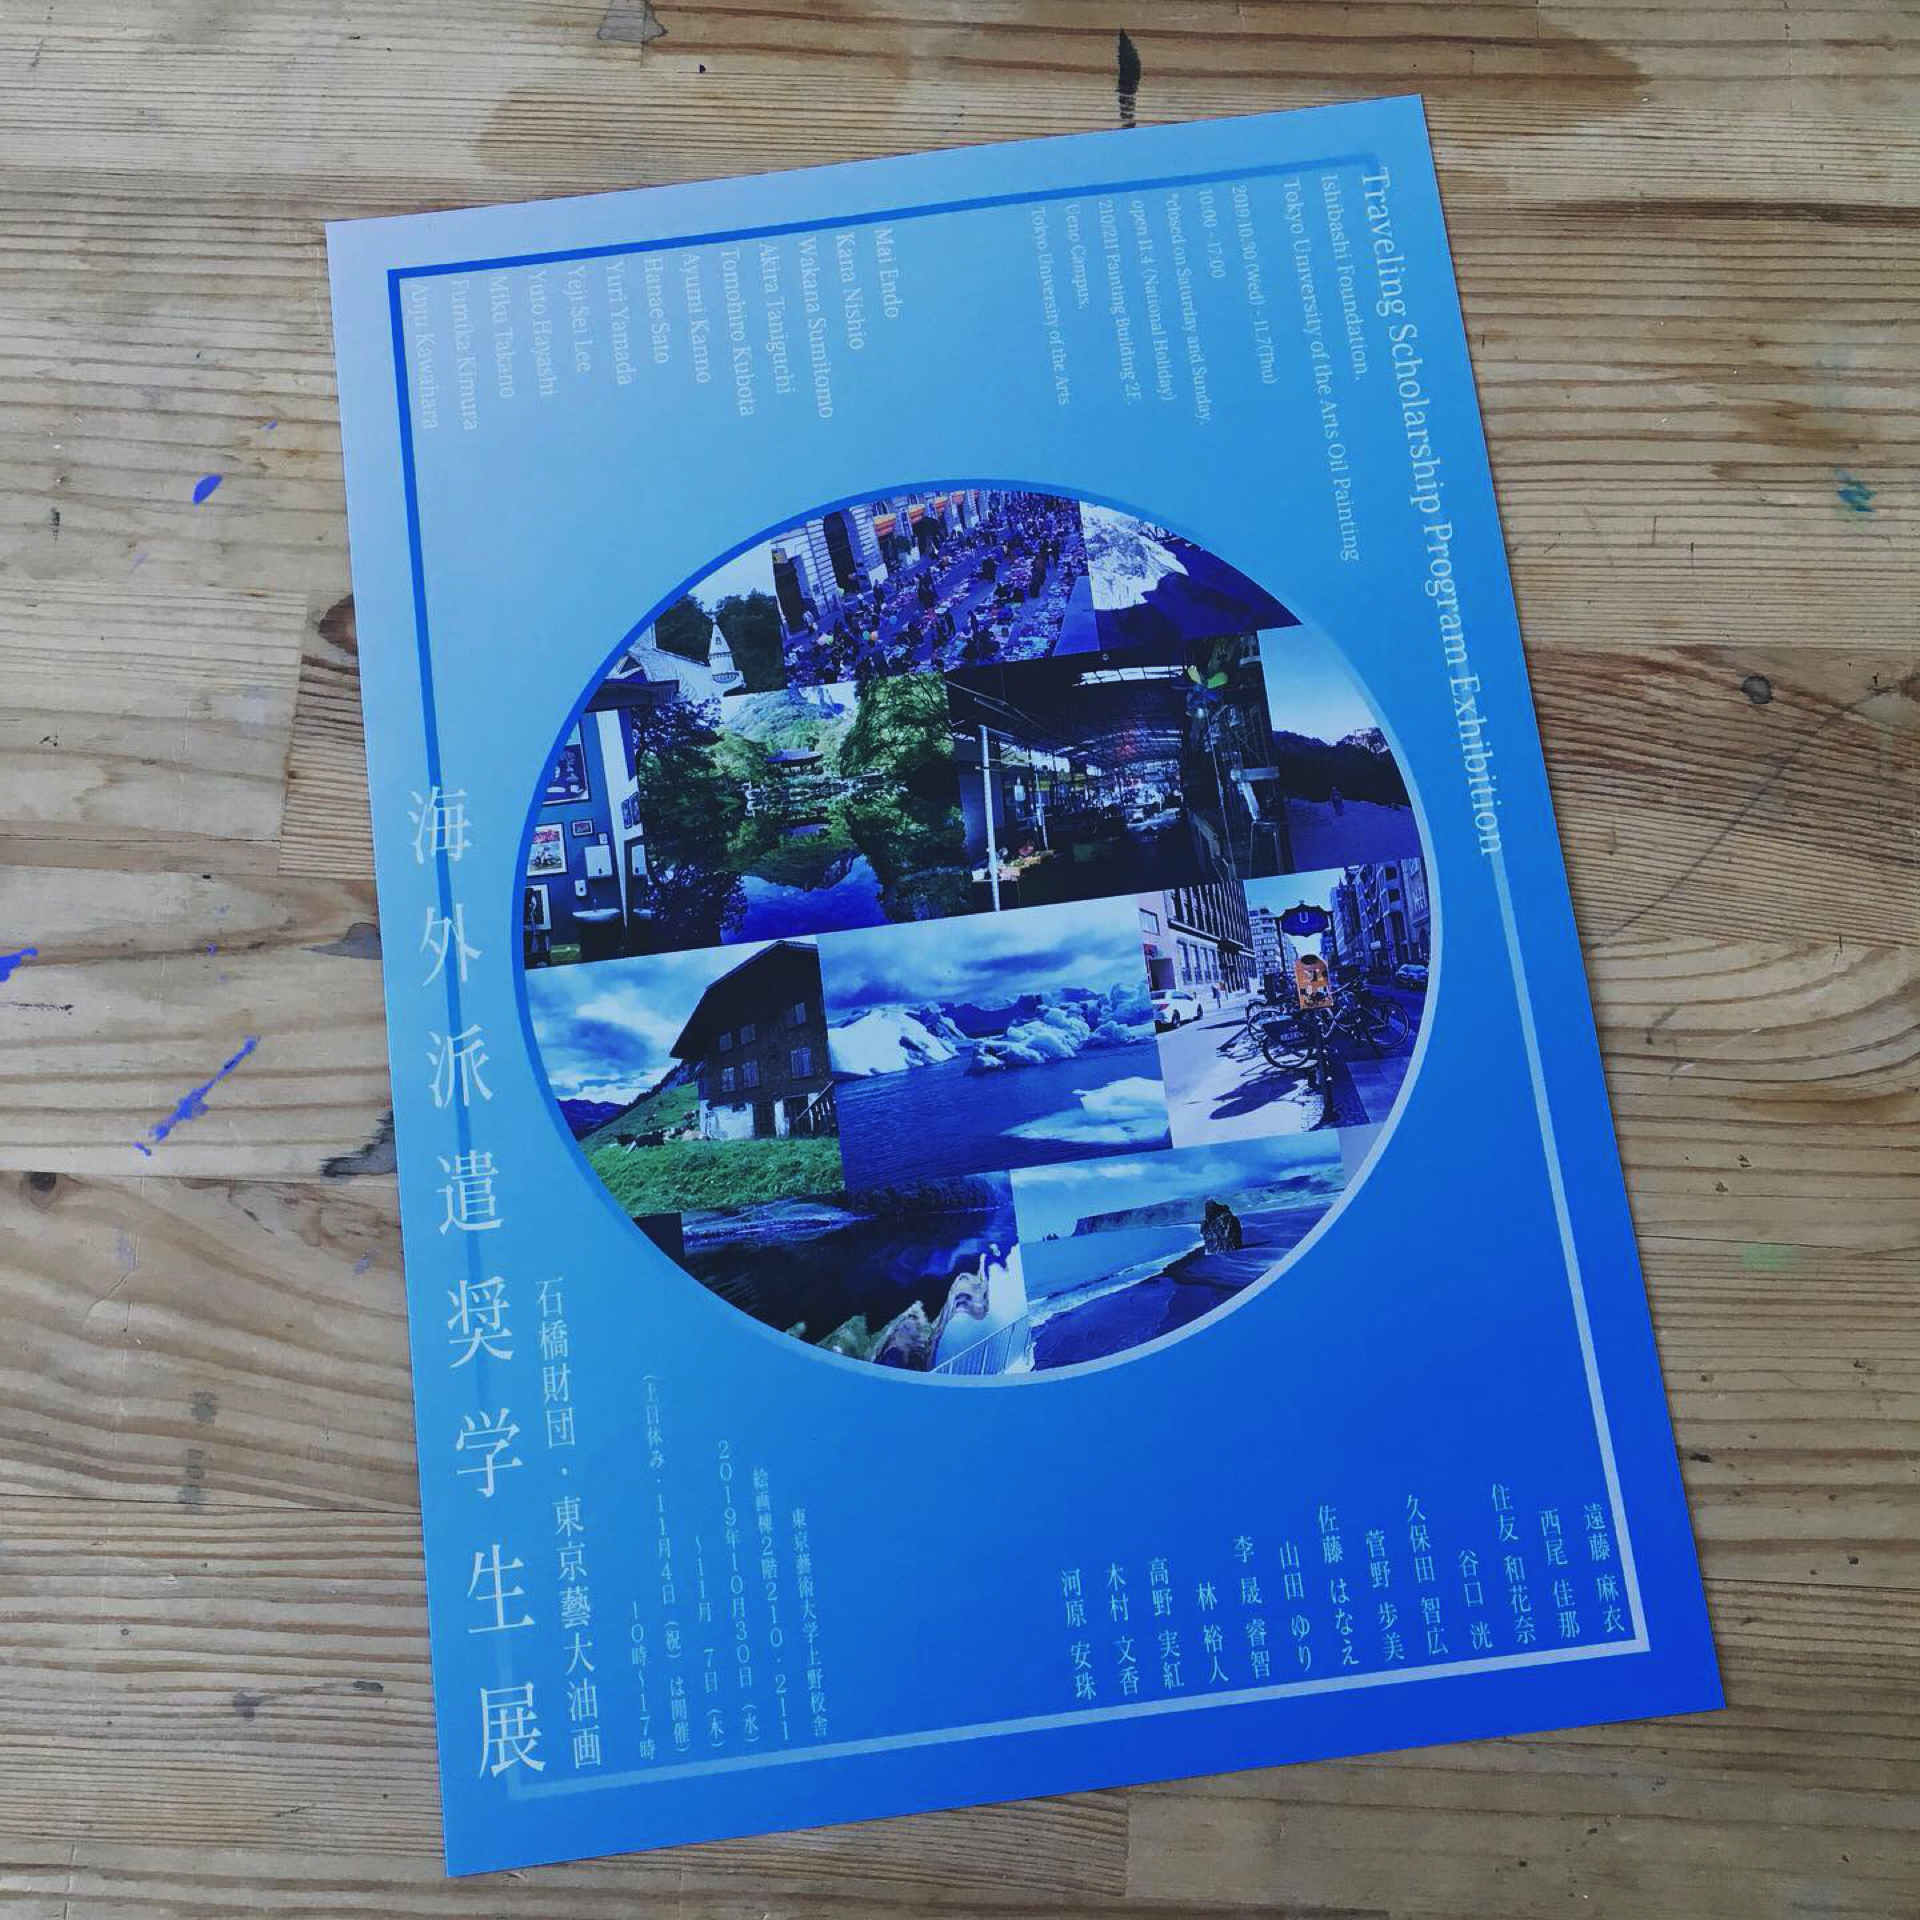 Traveling Scholarship Program Exhibition
Ishibashi Foundation.
Tokyo University of the Arts Oil Painting
2019.10.30 (Wed) - 11.7(Thu)
10:00 - 17:00
*closed on Saturday and Sunday.
open 11.4 (National Holiday)
210/211 Painting Building 2F.
Ueno Campus.
Tokyo University of the Arts
Mai Endo
Kana Nishio
Wakana Sumitomo
Akira Taniguchi
Tomohiro Kubota
Ayumi Kanno
Hanae Sato
Yuri Yamada
Yeji Sei Lee
Yuto Hayashi
Miku Takano
Fumika Kimura
Anju Kawahara
U
海外派遣奨学生展
石橋財団・東京藝大油画
東京藝術大学上野校舎
絵画棟2階210・211
2019年10月30日(水)
~11月 7日(木)
(土日休み・11月4日(祝)は開催)
10時~17時
遠藤 麻衣
西尾 佳那
住友 和花奈
谷口 洸
久保田 智広
菅野 歩美
佐藤 はなえ
山田 ゆり
李 晟睿智
林 裕人
高野 実紅
木村 文香
河原 安珠